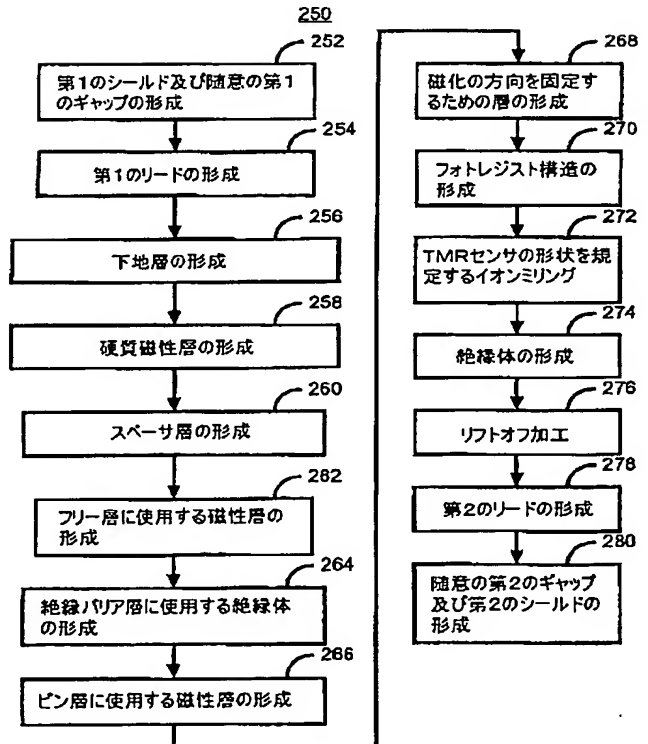 250
252
第1のシールド及び随意の第1
のギャップの形成
254
第1のリードの形成
256
下地層の形成
258
硬質磁性層の形成
260
スペーサ層の形成
262
フリー層に使用する磁性層の
形成
264
絶縁バリア層に使用する絶縁体
の形成
266
ピン層に使用する磁性層の形成
268
磁化の方向を固定す
るための層の形成
270
フォトレジスト構造の
形成
272
TMRセンサの形状を規
定するイオンミリング
274
絶縁体の形成
276
リフトオフ加工
278
第2のリードの形成
280
随意の第2のギャップ
及び第2のシールドの
形成